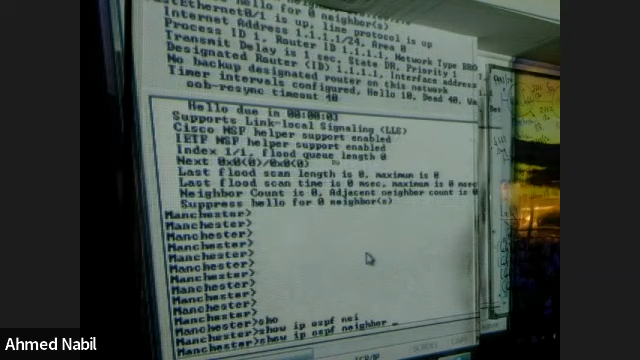 Hello for 0 neighbor(s)
Ethernet0/1 is up, line protocol is up
Internet Address 1.1.1.1/24, Area 0
Process ID 1, Router ID 1.1.1.1, Network Type BRO
Transmit Delay is 1 sec, State DR, Priority 1
Designated Router (ID) 1.1.1.1, Interface address
No backup designated router on this network
Timer intervals configured, Hello 10, Dead 40, Wa
oob-resync timeout 40
Hello due in 00:00:03
Supports Link-local Signaling (LLS)
Cisco NSF helper support enabled
IETF NSF helper support enabled
Index 1/1, flood queue length 0
Next 0x0(0)/0x0(0)
Last flood scan length is 0, maximum is 0
Last flood scan time is 0 msec, maximum is 0 msec
Neighbor Count is 0, Adjacent neighbor count is 0
Suppress hello for 0 neighbor(s)
Manchester>
Manchester>
Manchester>
Manchester>
Manchester>
Manchester>
Manchester>
Manchester>
Manchester>
Manchester>
Manchester>sho
Manchester>show ip ospf nei
Manchester>show ip ospf neighbor _
Ahmed Nabil